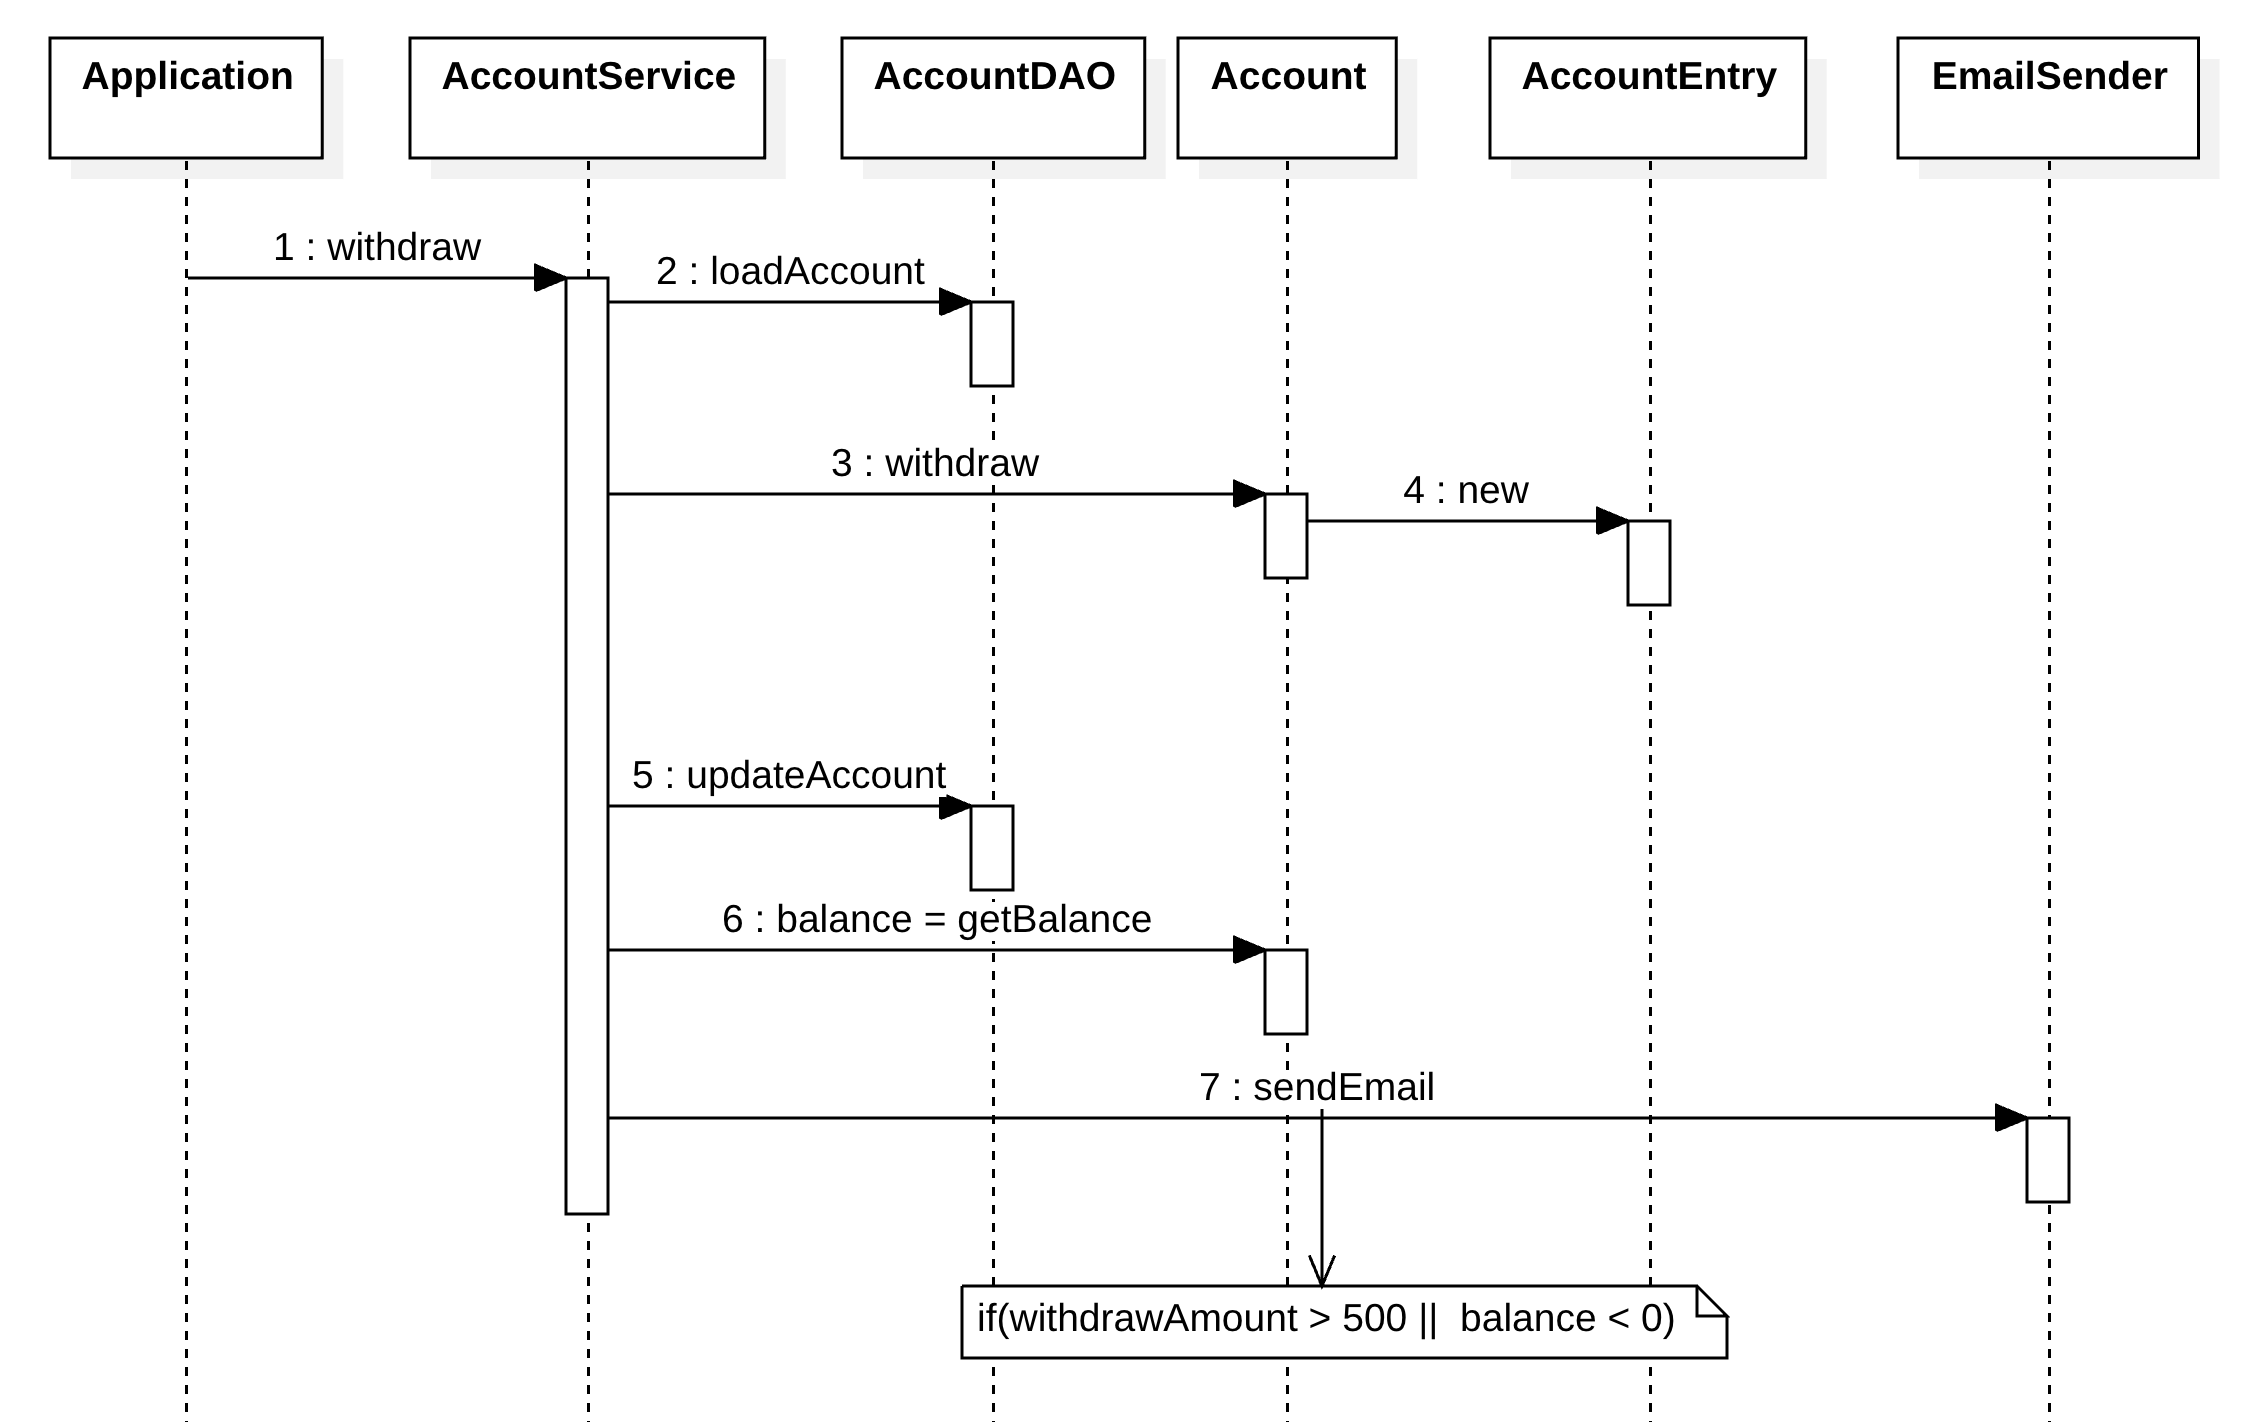 Application
AccountService
AccountDAO
Account
AccountEntry
EmailSender
1 : withdraw
2 : loadAccount
3 : withdraw
4 : new
5 : updateAccount
6 : balance = getBalance
7 : sendEmail
if(withdrawAmount > 500 ||  balance < 0)